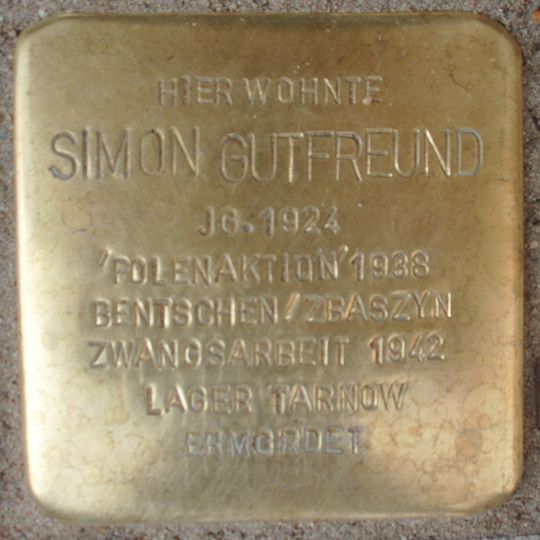 HIER WOHNTE
SIMON GUTFREUND
JG. 1924
'POLENAKTION' 1938
BENTSCHEN / ZBASZYN
ZWANGSARBEIT 1942
LAGER TARNOW
ERMORDET